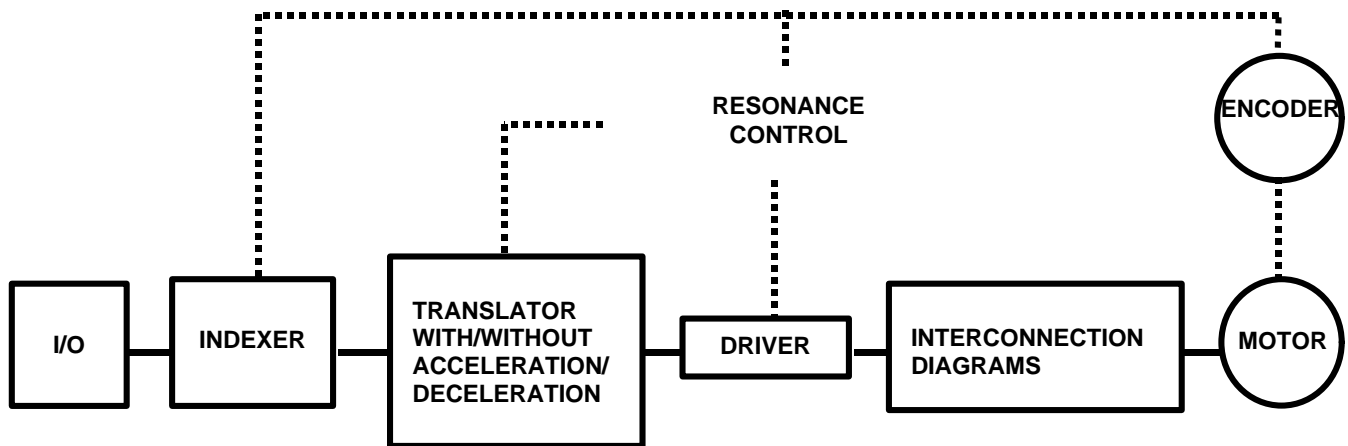 RESONANCE
CONTROL
ENCODER
I/O
INDEXER
TRANSLATOR
WITH/WITHOUT
ACCELERATION/
DECELERATION
DRIVER
INTERCONNECTION
DIAGRAMS
MOTOR